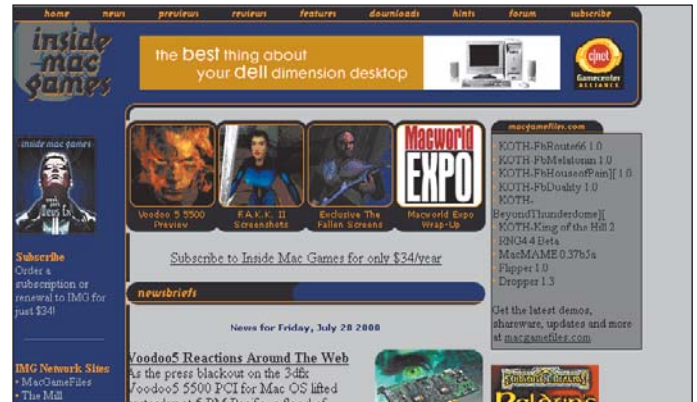 home news previews reviews features downloads hints forum subscribe
inside
mac
games
the best thing about
your dell dimension desktop
c|net
Gamecenter
ALLIANCE
inside mac games
Deus Ex
Subscribe
Order a
subscription or
renewal to IMG for
just $34!
IMG Network Sites
• MacGameFiles
• The Mill
Macworld
EXPO
Voodoo 5 5500
Preview
F.A.K.K. II
Screenshots
Exclusive The
Fallen Screens
Macworld Expo
Wrap-Up
Subscribe to Inside Mac Games for only $34/year
newsbriefs
News for Friday, July 28 2000
Voodoo5 Reactions Around The Web
As the press blackout on the 3dfx
Voodoo5 5500 PCI for Mac OS lifted
macgamefiles.com
KOTH-FbRoute66 1.0
KOTH-FbMelatonin 1.0
KOTH-FbHouseofPain][ 1.0
KOTH-FbDuality 1.0
KOTH-
BeyondThunderdome][
KOTH-King of the Hill 2
RNG4.4 Beta
MacMAME 0.37b5a
Flipper 1.0
Dropper 1.3
Get the latest demos,
shareware, updates and more
at macgamefiles.com